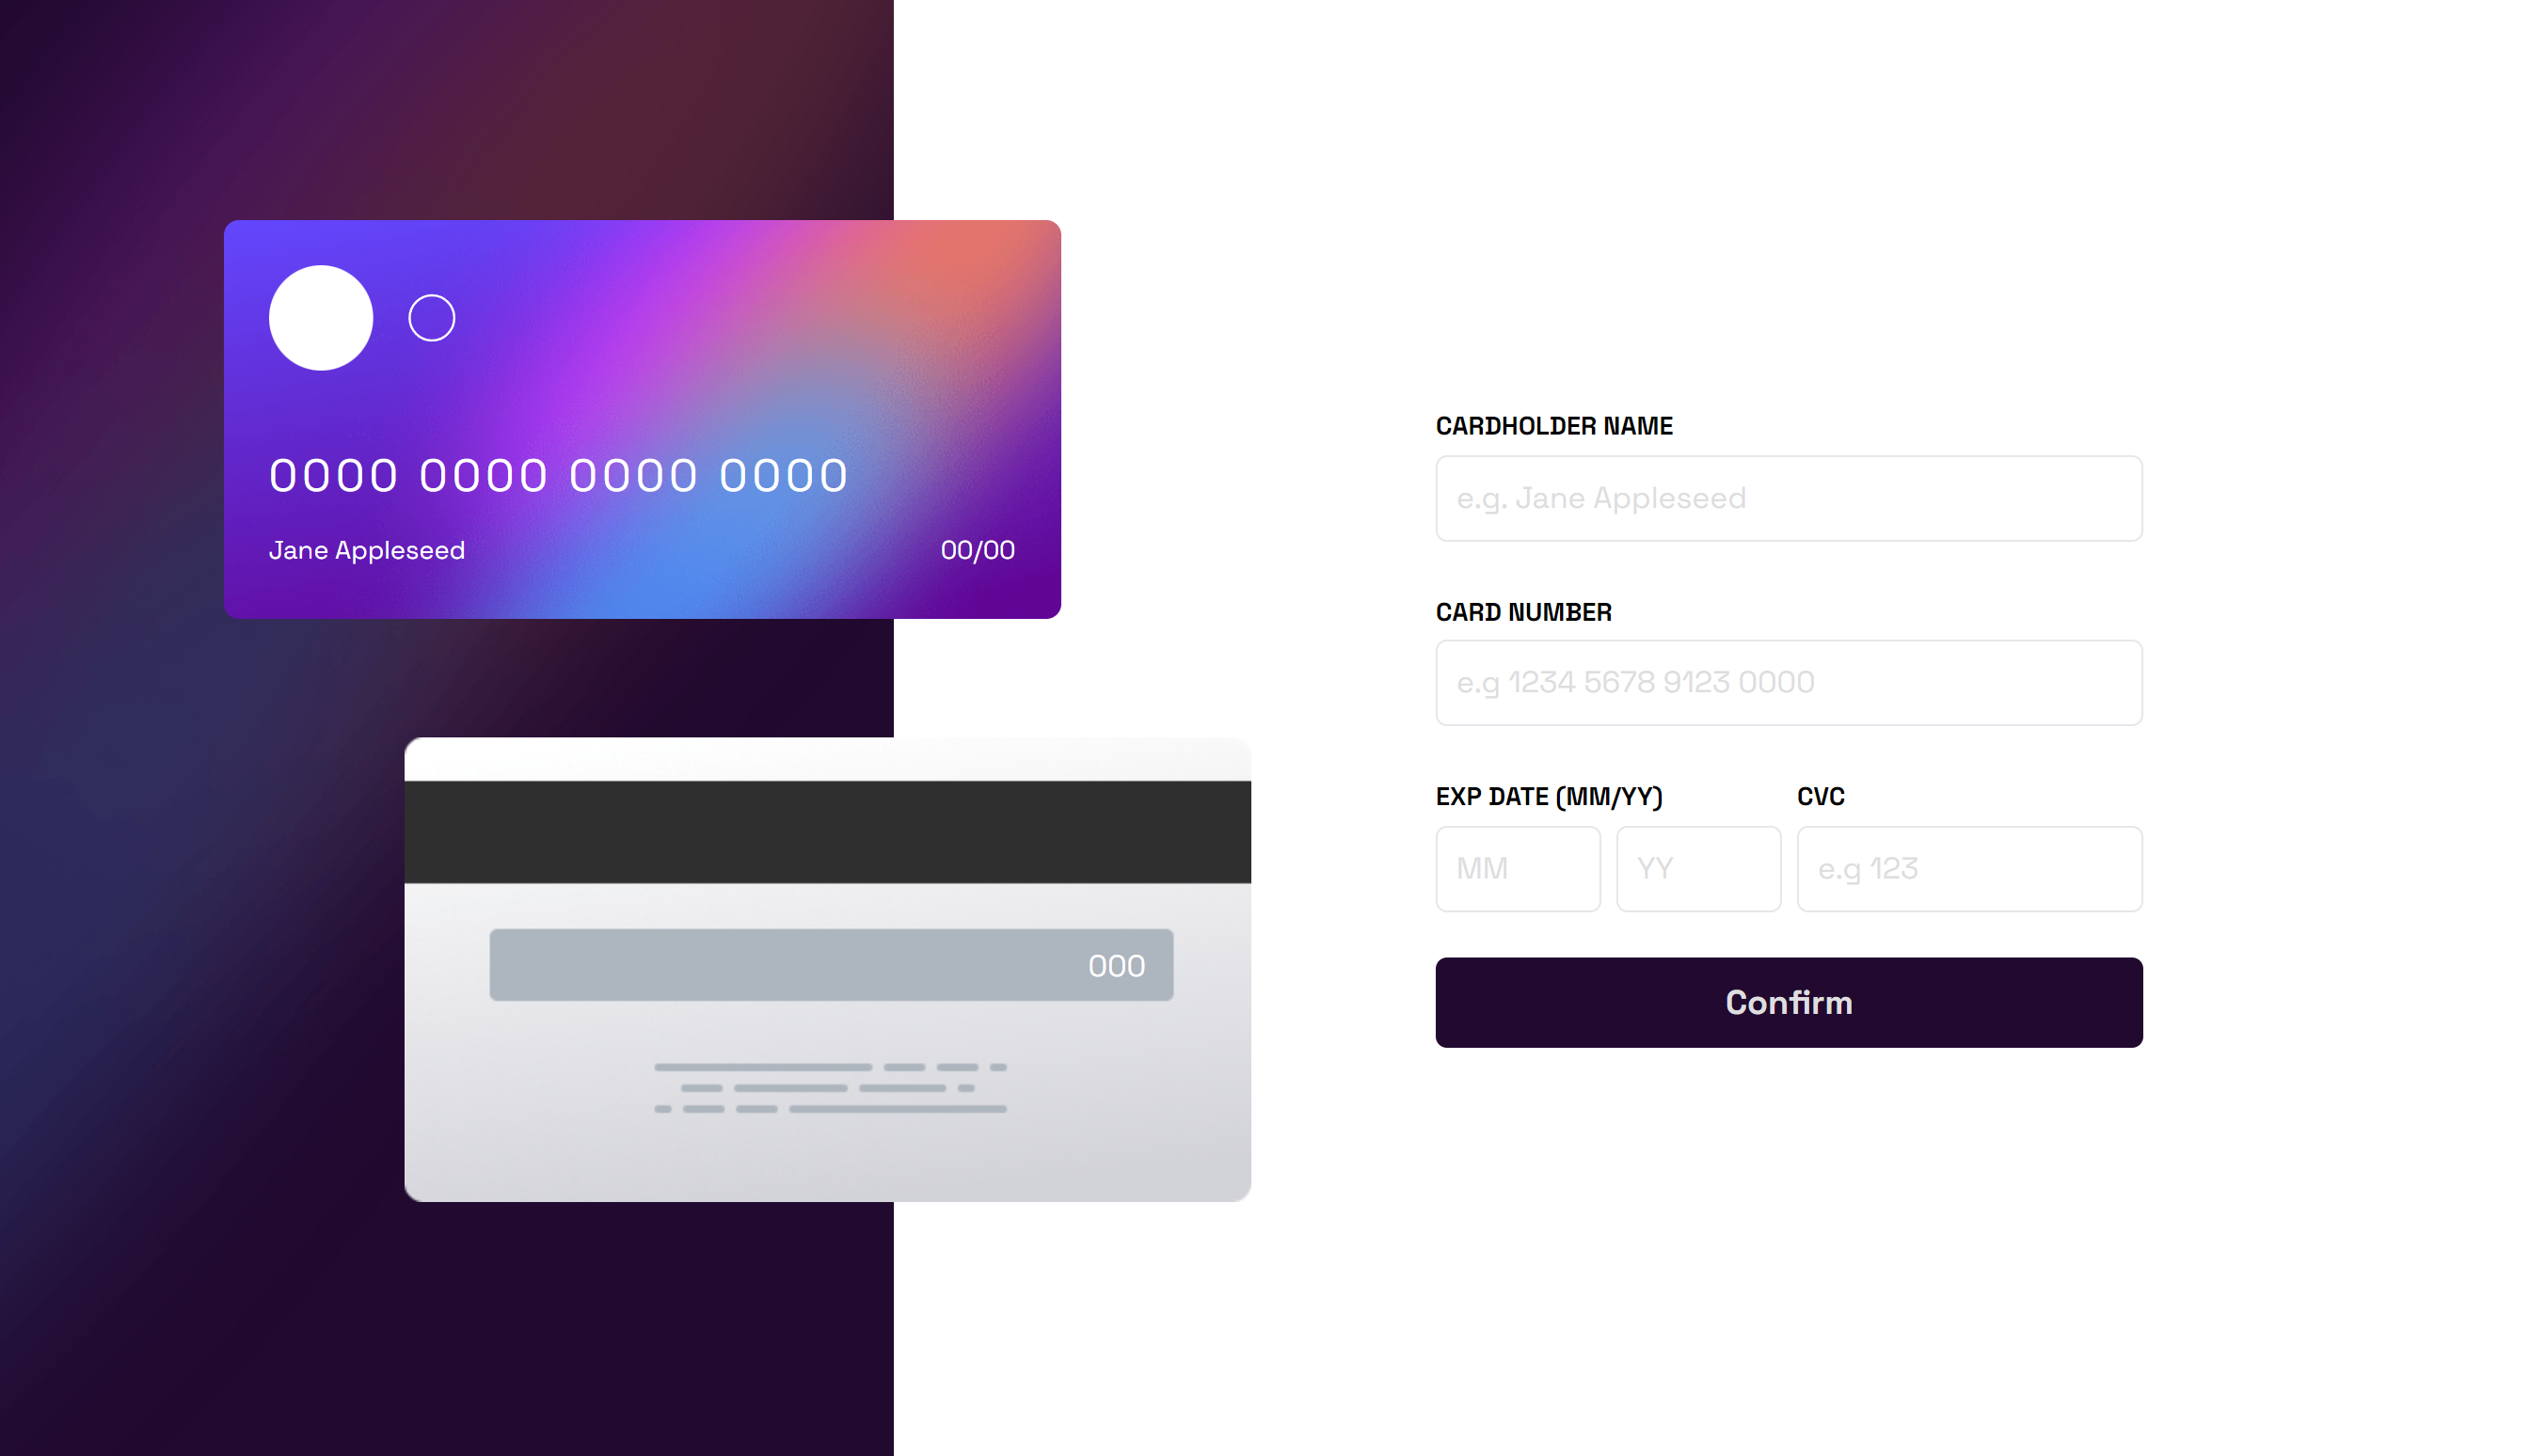 0000 0000 0000 0000
Jane Appleseed 00/00
000
CARDHOLDER NAME
e.g. Jane Appleseed
CARD NUMBER
e.g 1234 5678 9123 0000
EXP DATE (MM/YY) CVC
MM YY e.g 123
Confirm